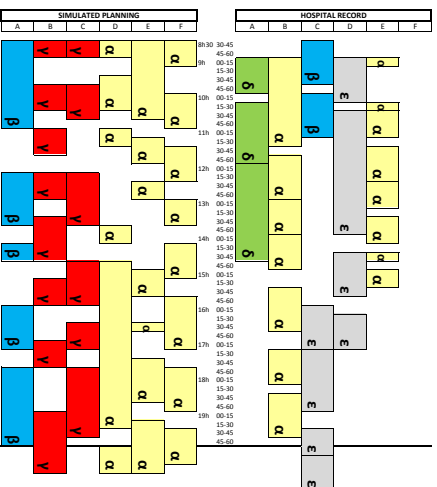 SIMULATED PLANNING HOSPITAL RECORD
A B C D E F A B C D E F
γ γ α 8h30 30-45
α 45-60
9h 00-15 α
15-30 β
30-45 δ
45-60 ε
γ γ α 10h 00-15
α 15-30 α
α 30-45
β 45-60 β α
α 11h 00-15 α
γ 15-30
α 30-45 δ
45-60
α 12h 00-15 α
15-30
γ α 30-45
45-60 α α
13h 00-15
β γ α 15-30
30-45 ε
α 45-60 α α
14h 00-15
β γ 15-30 δ α
30-45 α
α 45-60
15h 00-15 α
α 15-30 ε
γ γ 30-45
45-60
16h 00-15
15-30 α
α 30-45
β γ α 45-60 ε ε
17h 00-15
γ 15-30
30-45
45-60 α
18h 00-15
α 15-30
α 30-45 ε
45-60
α 19h 00-15
γ 15-30 α
β 30-45
45-60 ε
α
γ α α
ε